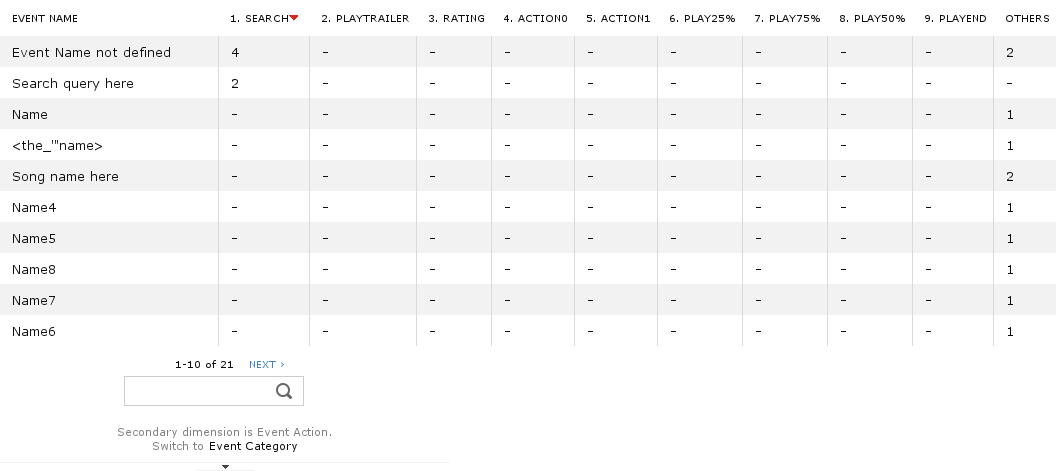 EVENT NAME 1. SEARCH 2. PLAYTRAILER 3. RATING 4. ACTION0 5. ACTION1 6. PLAY25% 7. PLAY75% 8. PLAY50% 9. PLAYEND OTHERS
Event Name not defined 4 - - - - - - - - 2
Search query here 2 - - - - - - - - -
Name - - - - - - - - - 1
<the_'"name> - - - - - - - - - 1
Song name here - - - - - - - - - 2
Name4 - - - - - - - - - 1
Name5 - - - - - - - - - 1
Name8 - - - - - - - - - 1
Name7 - - - - - - - - - 1
Name6 - - - - - - - - - 1
1-10 of 21 NEXT ›
Secondary dimension is Event Action.
Switch to Event Category